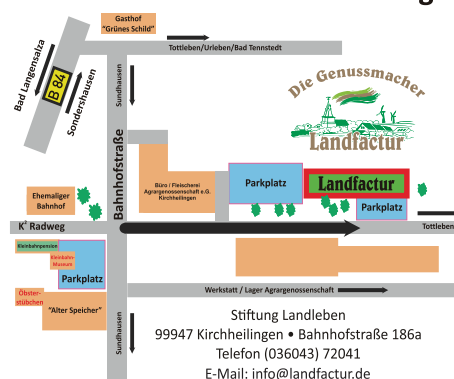 g
Gasthof
"Grünes Schild"
Tottleben/Urleben/Bad Tennstedt
Bad Langensalza
B 84
Sondershausen
Sundhausen
Die Genussmacher
Landfactur
Bahnhofstraße
Büro / Fleischerei
Agrargenossenschaft e.G.
Kirchheilingen
Parkplatz
Landfactur
Parkplatz
Ehemaliger
Bahnhof
K² Radweg
Tottleben
Kleinbahnpension
Kleinbahn-
Museum
Parkplatz
Öbster-
stübchen
"Alter Speicher"
Werkstatt / Lager Agrargenossenschaft
Sundhausen
Stiftung Landleben
99947 Kirchheilingen • Bahnhofstraße 186a
Telefon (036043) 72041
E-Mail: info@landfactur.de